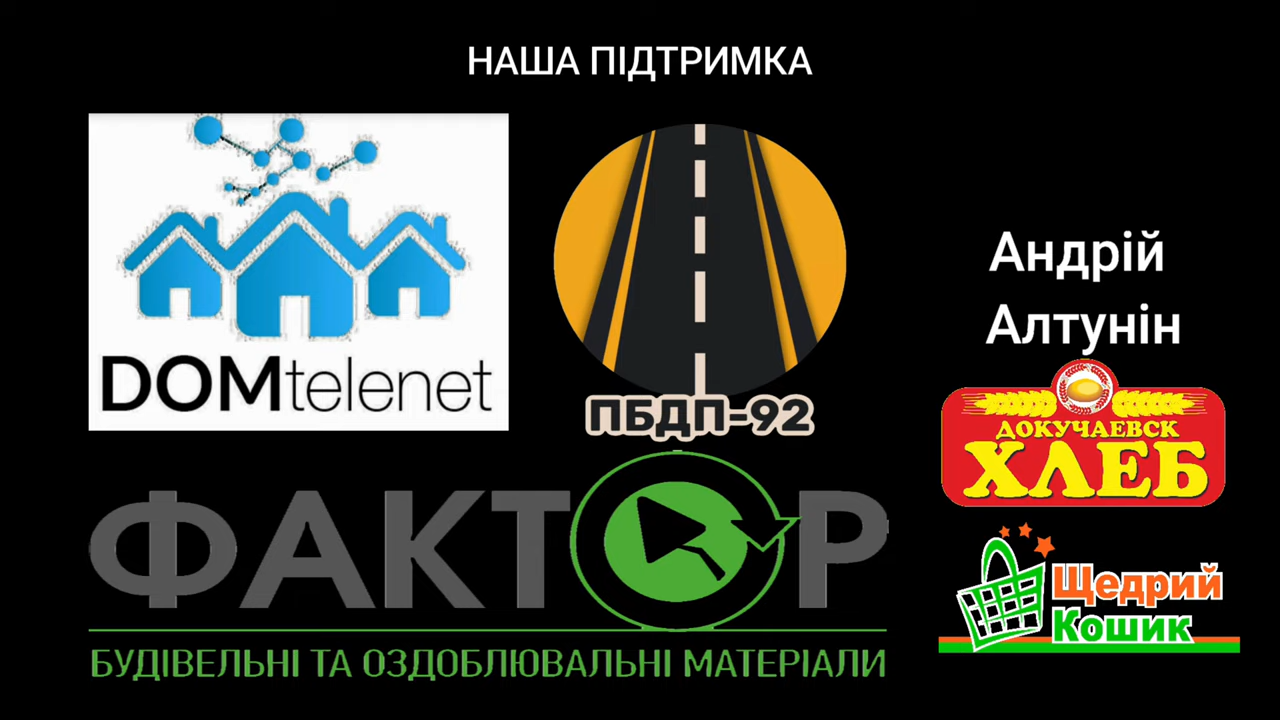 НАША ПІДТРИМКА
DOMtelenet
ПБДП-92
Андрій
Алтунін
ДОКУЧАЕВСК
ХЛЕБ
ФАКТОР
БУДІВЕЛЬНІ ТА ОЗДОБЛЮВАЛЬНІ МАТЕРІАЛИ
Щедрий
Кошик